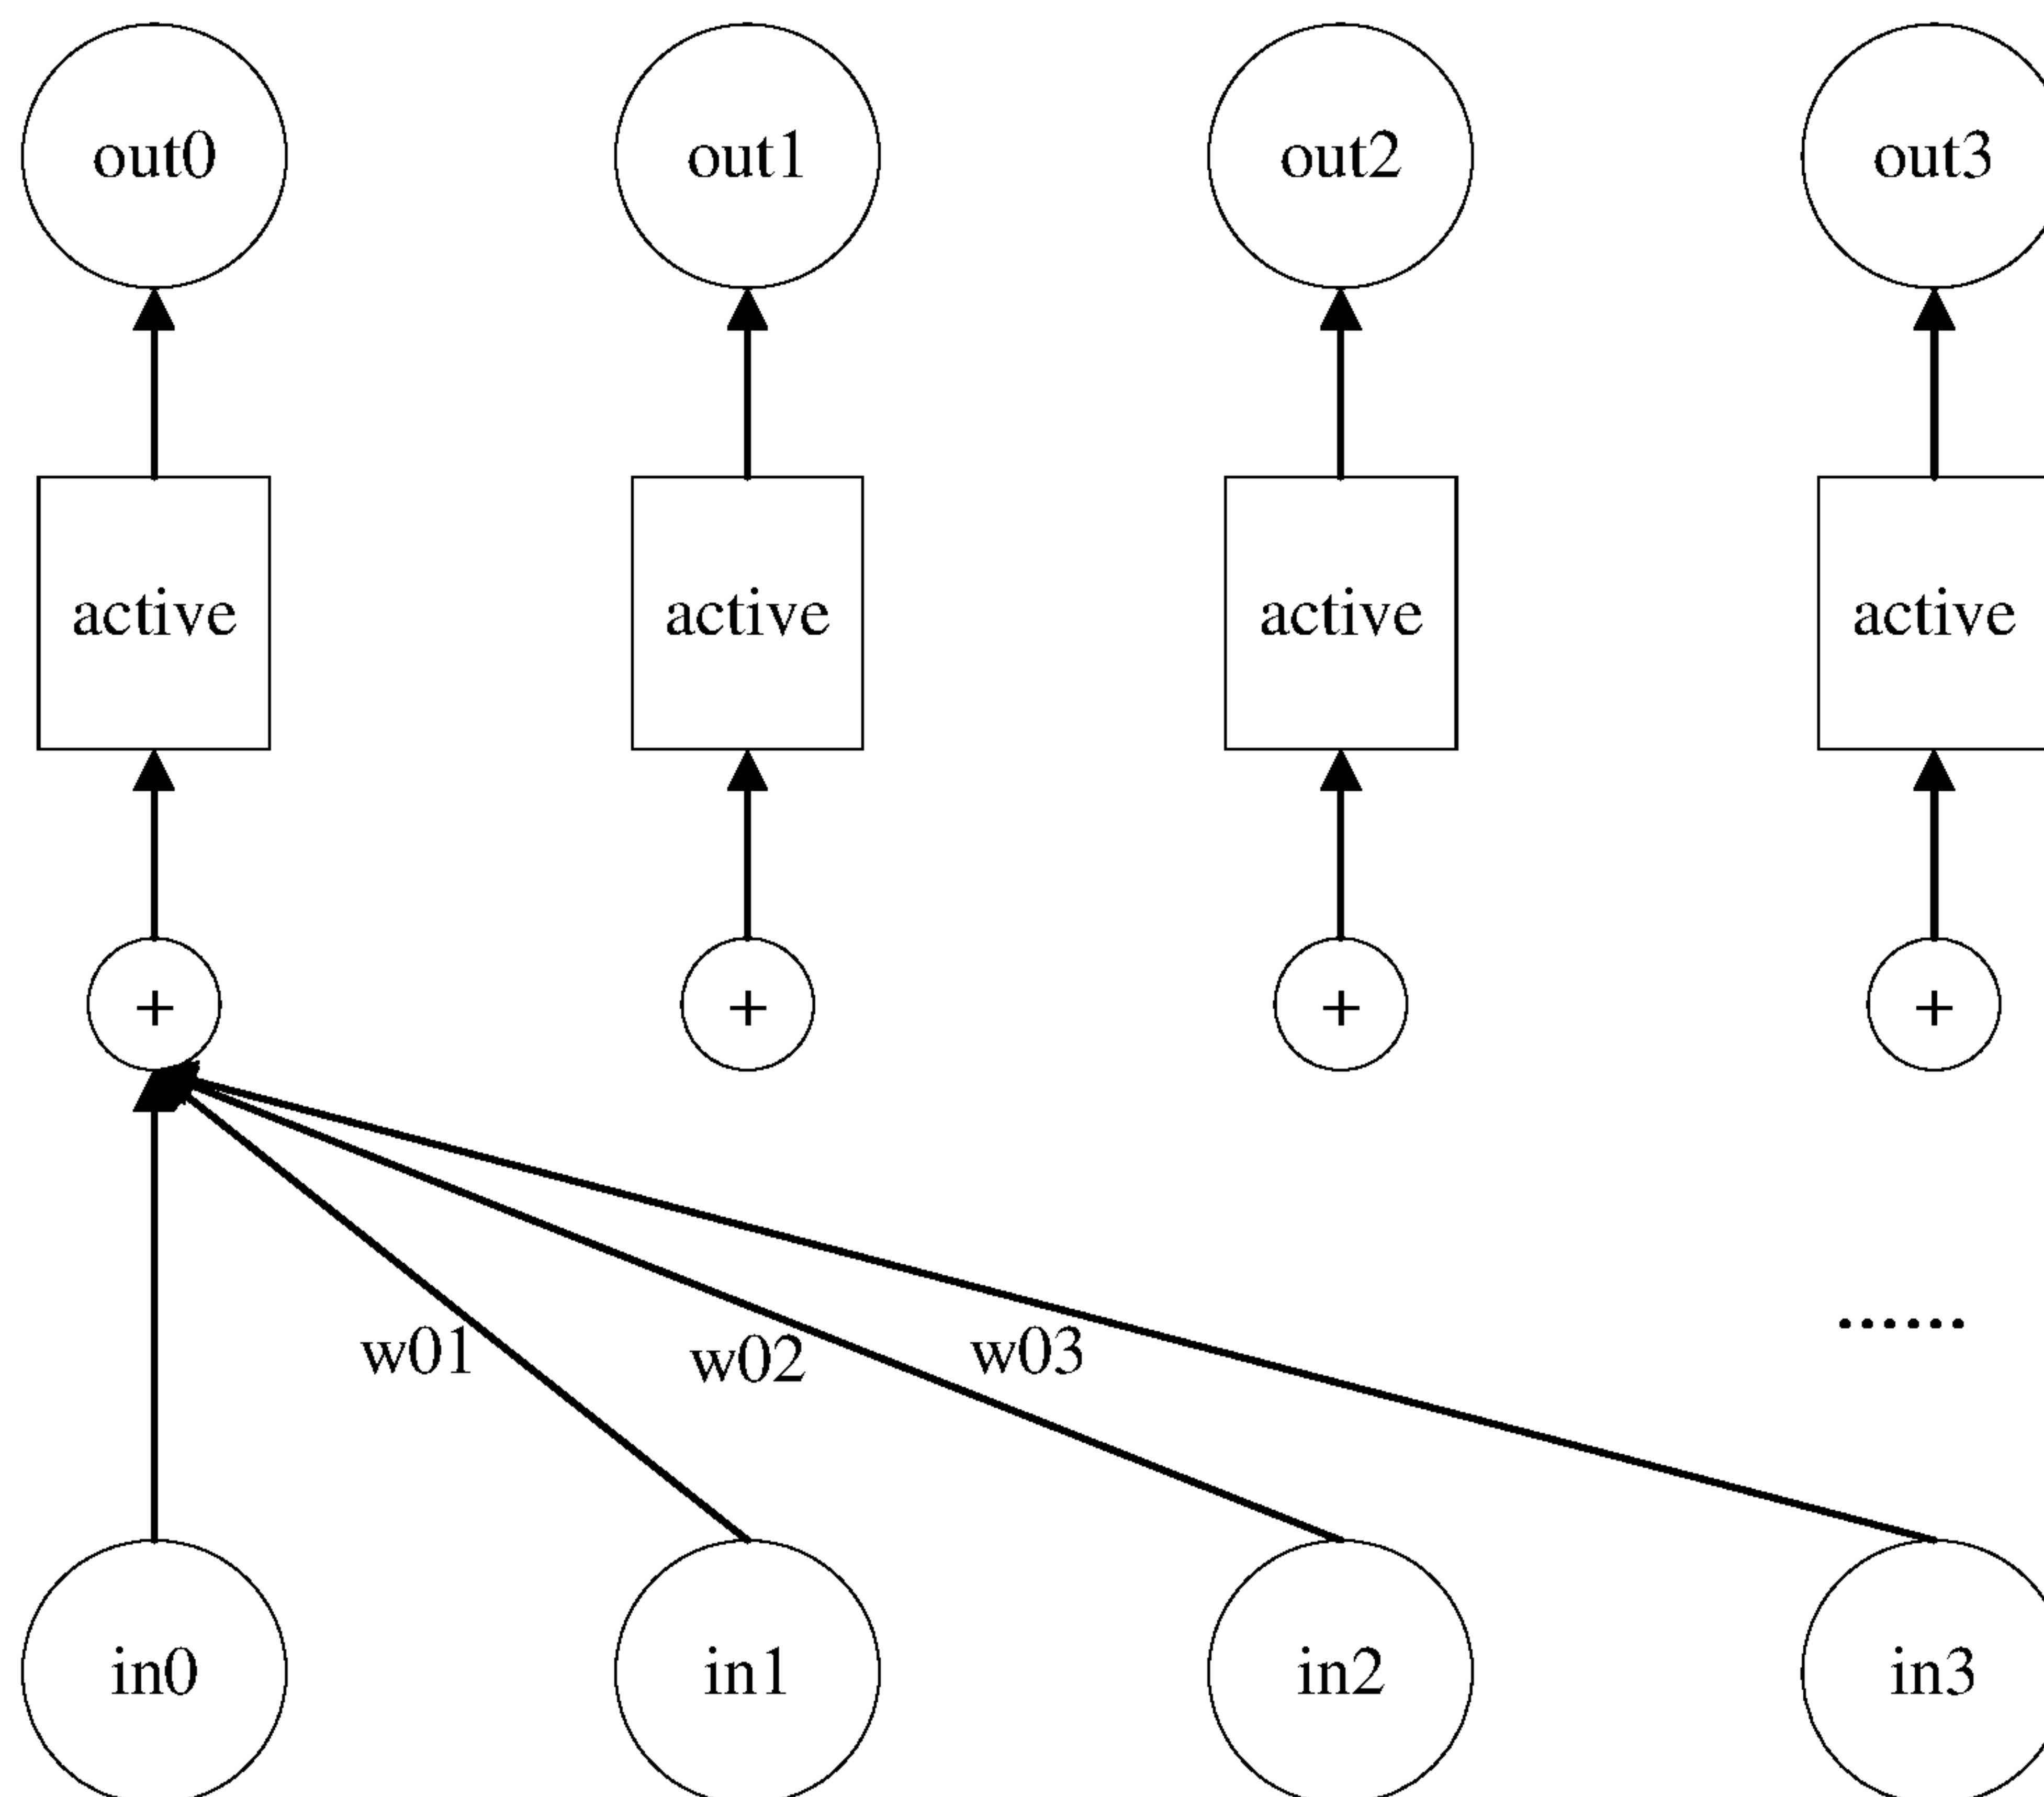 out0 out1 out2 out3
active active active active
+ + + +
......
w01 w02 w03
in0 in1 in2 in3